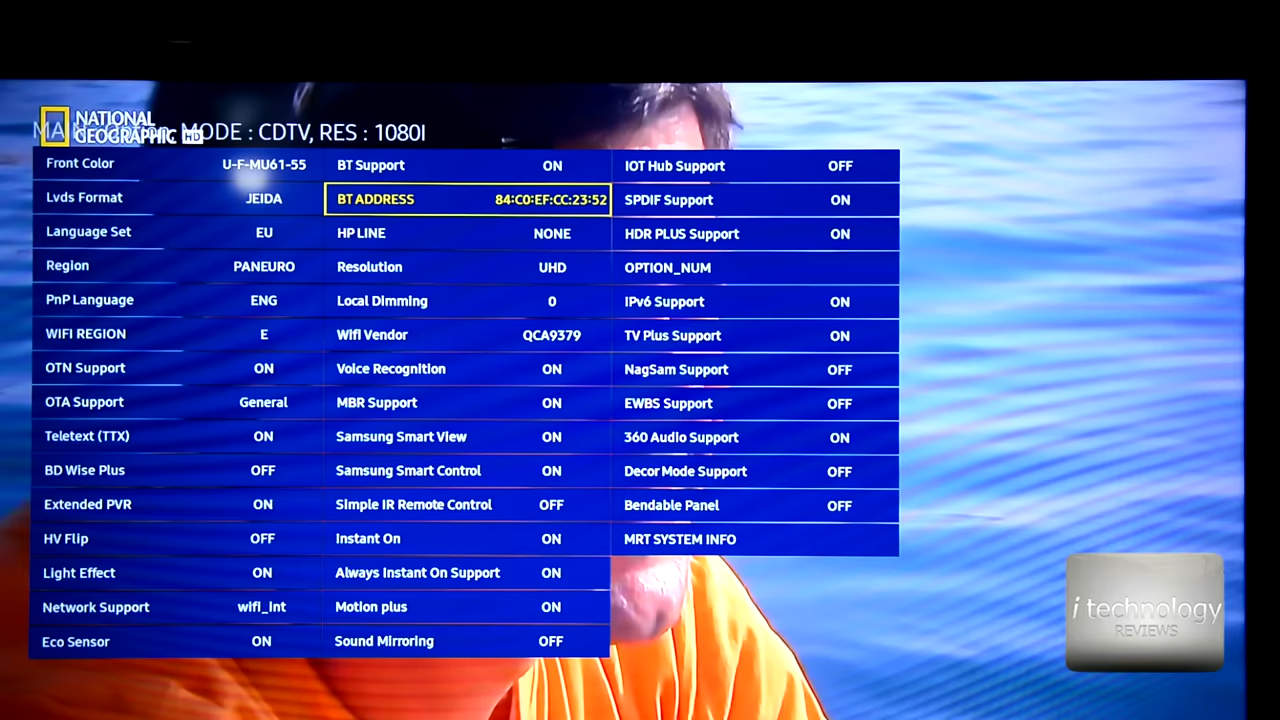 NATIONAL
GEOGRAPHIC HD
MODE : CDTV, RES : 1080I
Front Color U-F-MU61-55
Lvds Format JEIDA
Language Set EU
Region PANEURO
PnP Language ENG
WIFI REGION E
OTN Support ON
OTA Support General
Teletext (TTX) ON
BD Wise Plus OFF
Extended PVR ON
HV Flip OFF
Light Effect ON
Network Support wifi_int
Eco Sensor ON
BT Support ON
BT ADDRESS 84:C0:EF:CC:23:52
HP LINE NONE
Resolution UHD
Local Dimming 0
Wifi Vendor QCA9379
Voice Recognition ON
MBR Support ON
Samsung Smart View ON
Samsung Smart Control ON
Simple IR Remote Control OFF
Instant On ON
Always Instant On Support ON
Motion plus ON
Sound Mirroring OFF
IOT Hub Support OFF
SPDIF Support ON
HDR PLUS Support ON
OPTION_NUM
IPv6 Support ON
TV Plus Support ON
NagSam Support OFF
EWBS Support OFF
360 Audio Support ON
Decor Mode Support OFF
Bendable Panel OFF
MRT SYSTEM INFO
i technology
REVIEWS